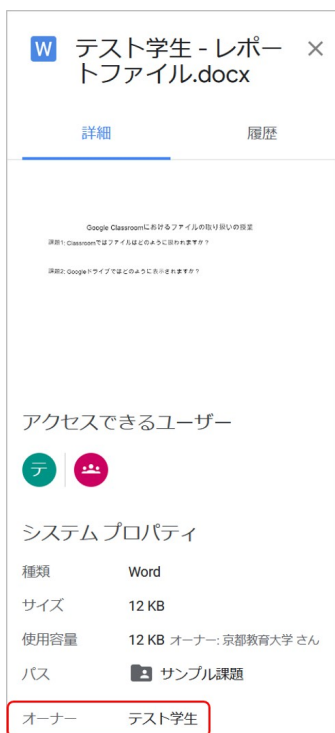 W テスト学生 - レポー
トファイル.docx
詳細 履歴
Google Classroomにおけるファイルの取り扱いの授業
課題1: Classroomではファイルはどのように扱われますか？
課題2: Googleドライブではどのように表示されますか？
アクセスできるユーザー
テ
システム プロパティ
種類 Word
サイズ 12 KB
使用容量 12 KB オーナー: 京都教育大学 さん
パス サンプル課題
オーナー テスト学生